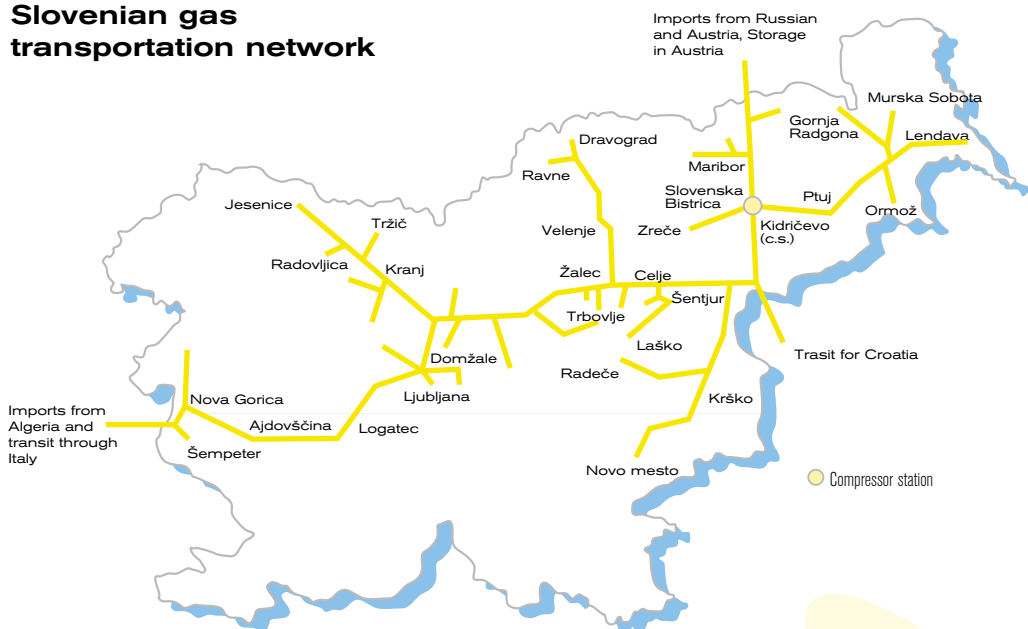 Slovenian gas
transportation network
Imports from Russian
and Austria, Storage
in Austria
Murska Sobota
Gornja
Radgona
Lendava
Dravograd
Maribor
Ravne
Slovenska
Bistrica
Ptuj
Jesenice
Ormož
Tržič
Velenje
Zreče
Kidričevo
(c.s.)
Radovljica
Kranj
Žalec
Celje
Šentjur
Trbovlje
Laško
Trasit for Croatia
Domžale
Radeče
Ljubljana
Krško
Nova Gorica
Imports from
Algeria and
transit through
Italy
Ajdovščina
Logatec
Šempeter
Novo mesto
Compressor station